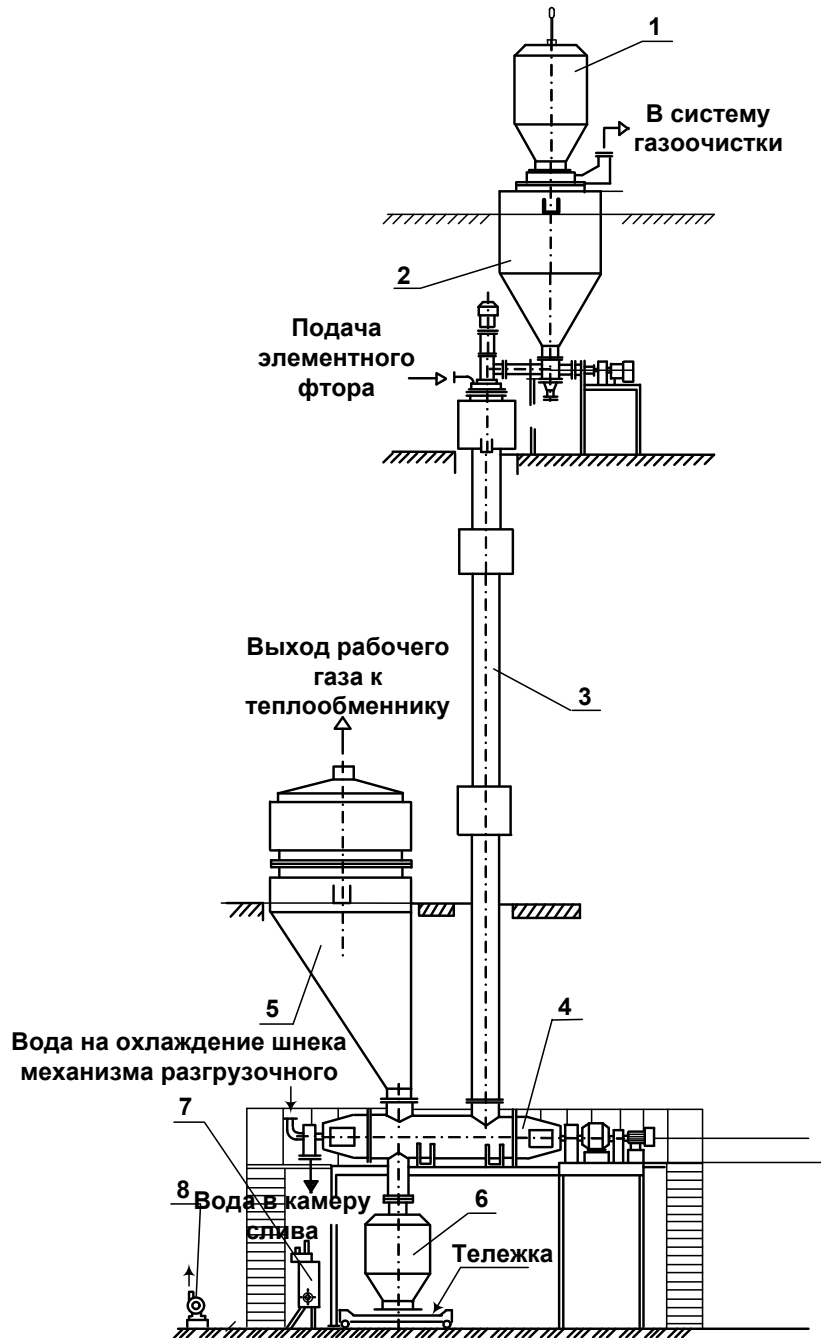 1
В систему
газоочистки
2
Подача
элементного
фтора
Выход рабочего
газа к
теплообменнику
3
5
4
Вода на охлаждение шнека
механизма разгрузочного
7
8
Вода в камеру
слива
6
Тележка